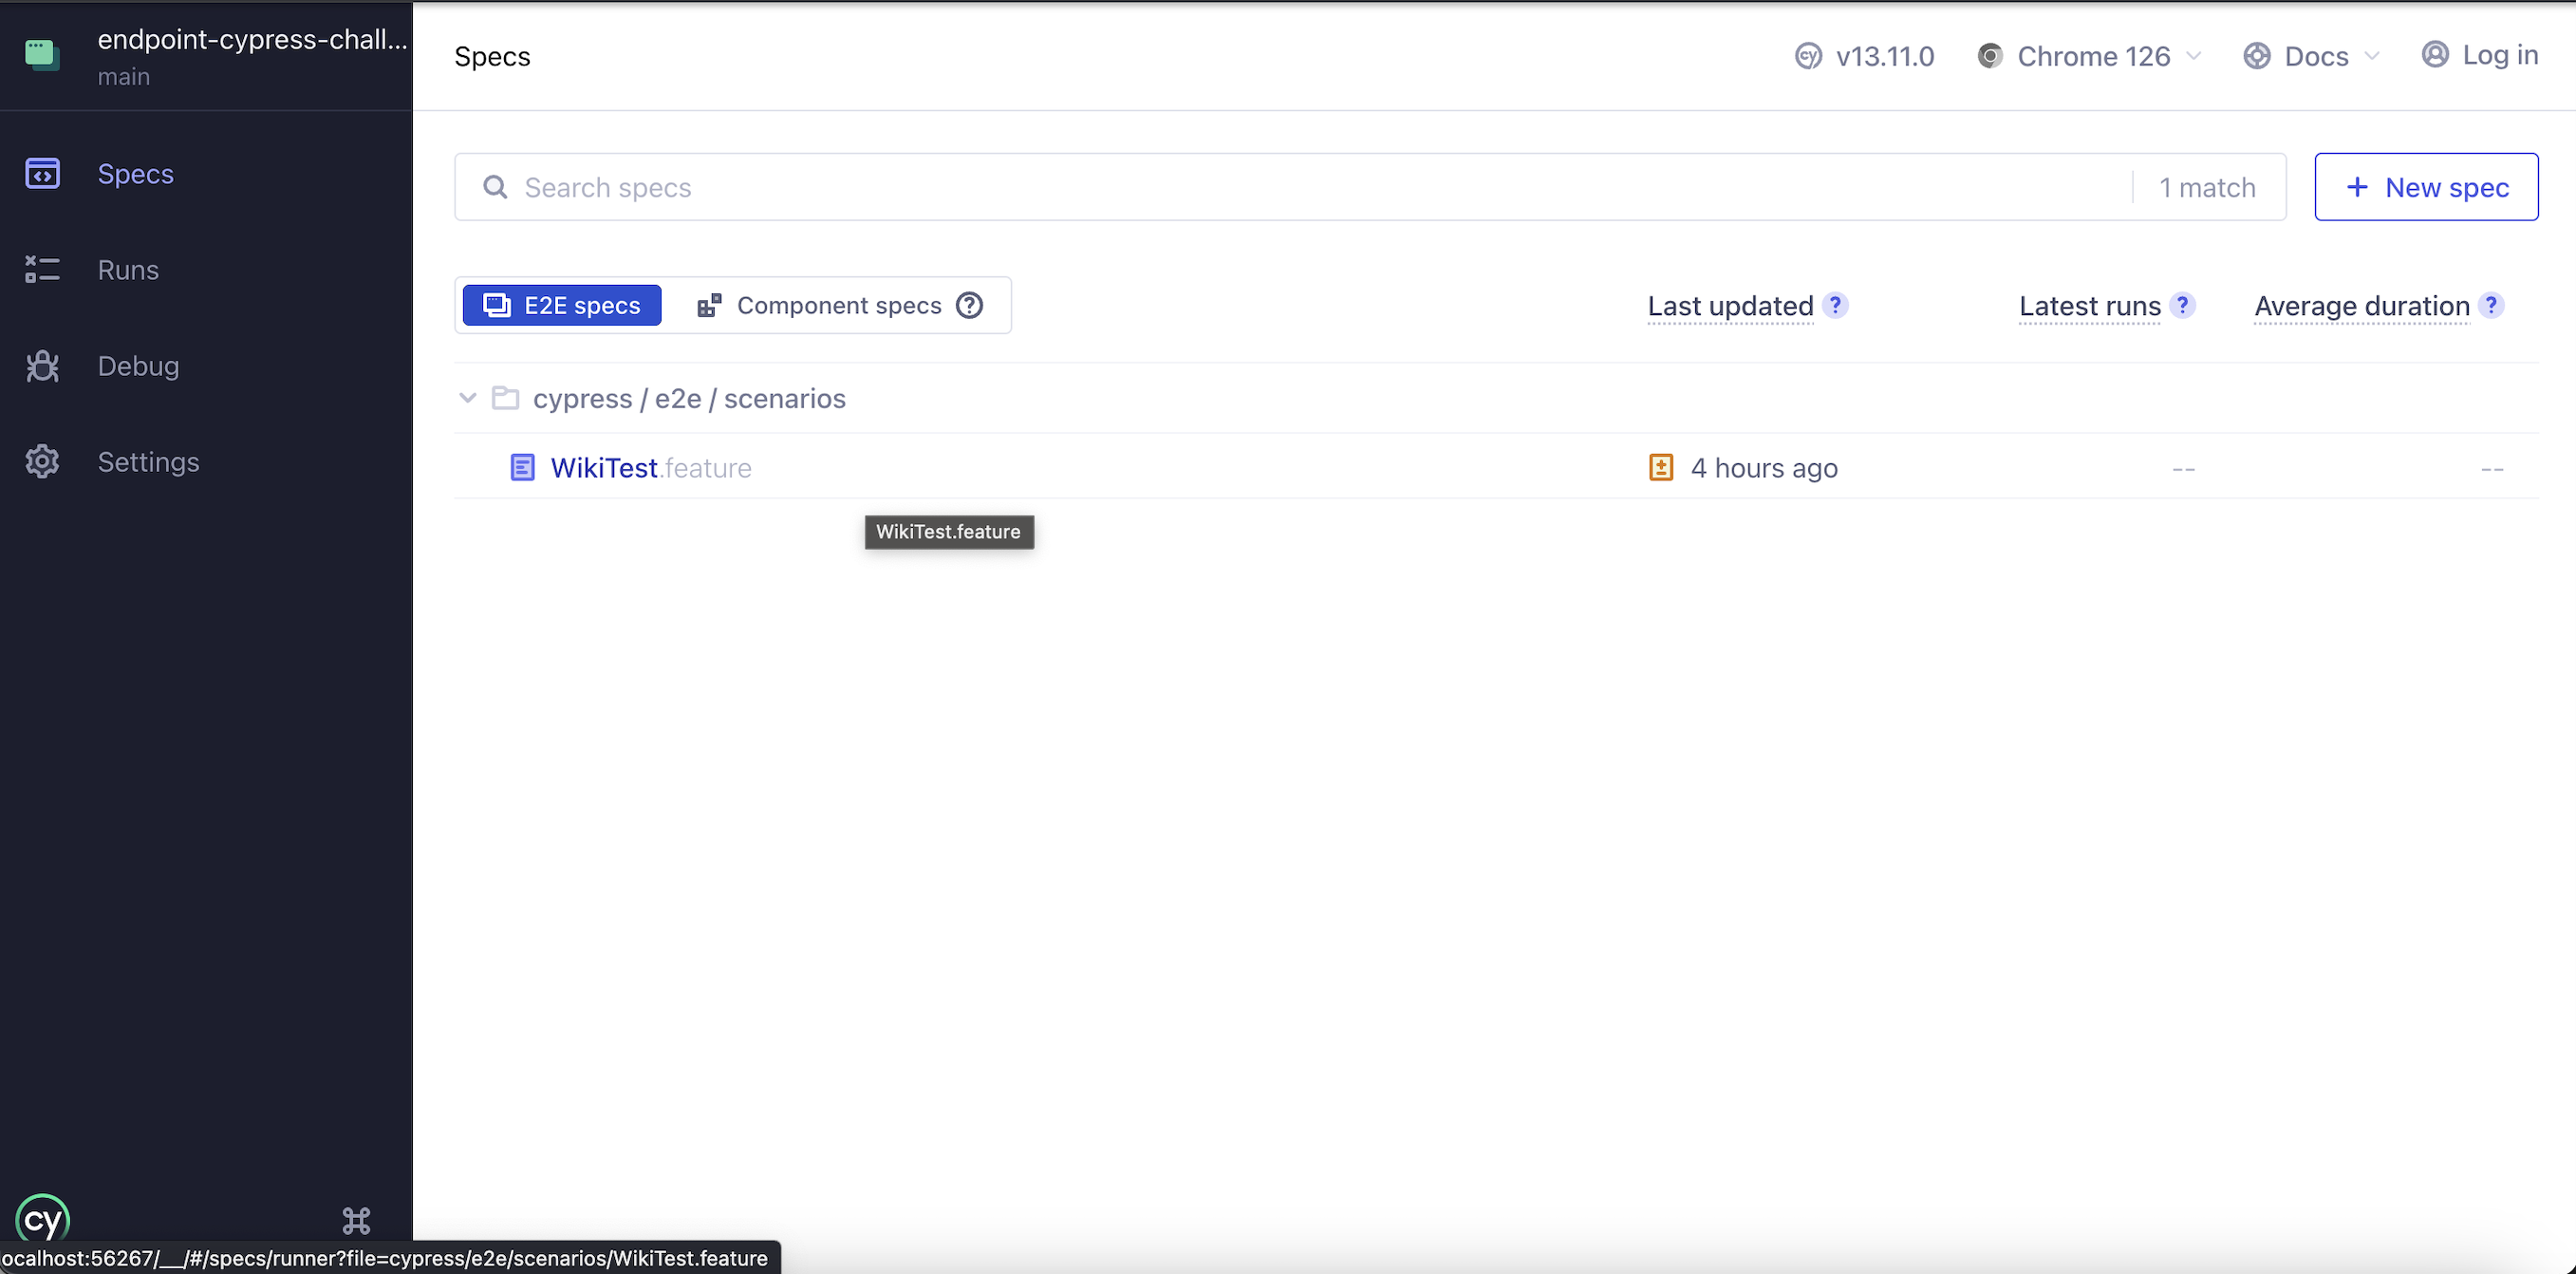 endpoint-cypress-chall...
main
Specs
Runs
Debug
Settings
cy
Specs
cy v13.11.0 Chrome 126 Docs Log in
Search specs 1 match + New spec
E2E specs Component specs ? Last updated ? Latest runs ? Average duration ?
cypress / e2e / scenarios
WikiTest.feature 4 hours ago -- --
WikiTest.feature
ocalhost:56267/__/#/specs/runner?file=cypress/e2e/scenarios/WikiTest.feature